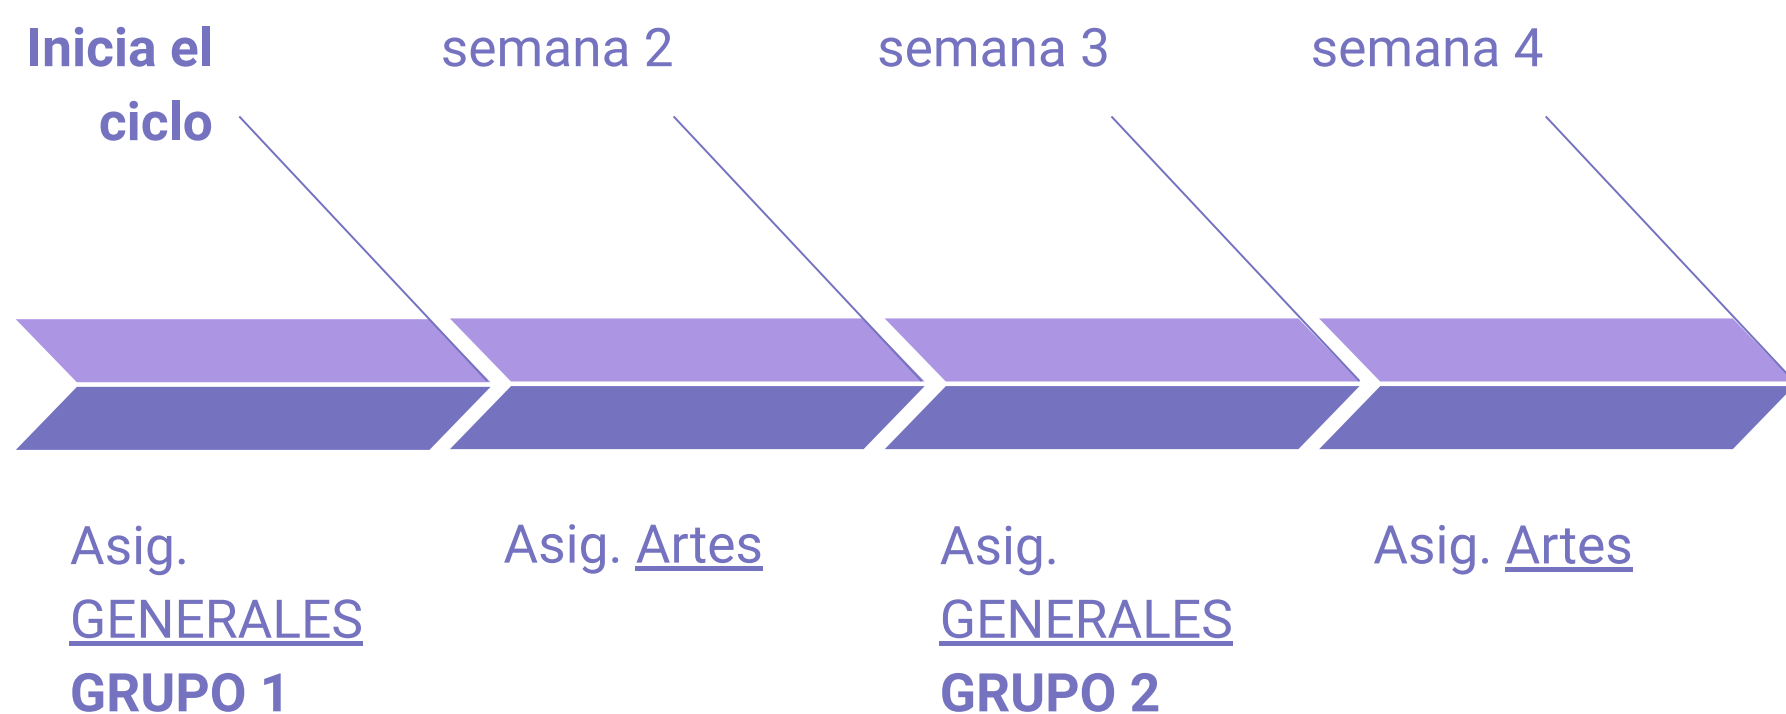 Inicia el
ciclo
semana 2
semana 3
semana 4
Asig.
GENERALES
GRUPO 1
Asig. Artes
Asig.
GENERALES
GRUPO 2
Asig. Artes